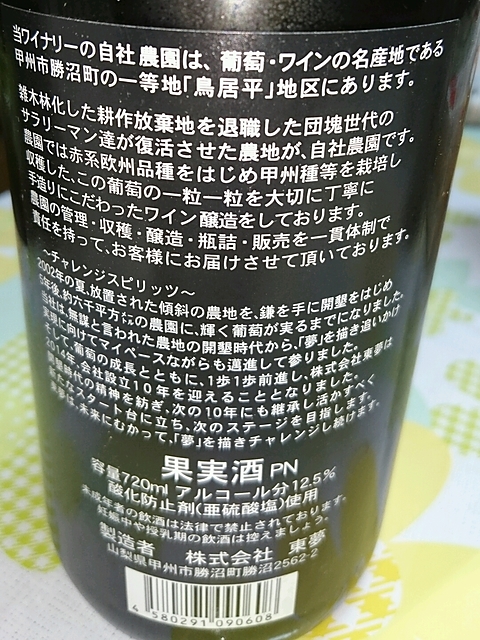 当ワイナリーの自社農園は、葡萄・ワインの名産地である
甲州市勝沼町の一等地「鳥居平」地区にあります。
雑木林化した耕作放棄地を退職した団塊世代の
サラリーマン達が復活させた農地が、自社農園です。
農園では赤系欧州品種をはじめ甲州種等を栽培し
収穫した、この葡萄の一粒一粒を大切に丁寧に
手造りにこだわったワイン醸造をしております。
農園の管理・収穫・醸造・瓶詰・販売を一貫体制で
責任を持って、お客様にお届けさせて頂いております。
～チャレンジスピリッツ～
2002年の夏、放置された傾斜の農地を、鎌を手に開墾をはじめ
5年後、約六千平方㍍の農園に、輝く葡萄が実るまでになりました。
当社は、無謀と言われた農地の開墾時代から、「夢」を描き追いかけ
実現に向けてマイペースながらも邁進して参りました。
そして葡萄の成長とともに、1歩1歩前進し、株式会社東夢は
2014年、会社設立10年を迎えることとなりました。
開墾時代の精神を紡ぎ、次の10年にも継承し活かすべく
新たなスタート台に立ち、次のステージを目指します。
東夢は、未来にむかって、「夢」を描きチャレンジし続けます。
果実酒 PN
容量720ml アルコール分12.5%
酸化防止剤(亜硫酸塩)使用
未成年者の飲酒は法律で禁止されております。
妊娠中や授乳期の飲酒は控えましょう。
製造者 株式会社 東夢
山梨県甲州市勝沼町勝沼2562-2
4 580291 090608